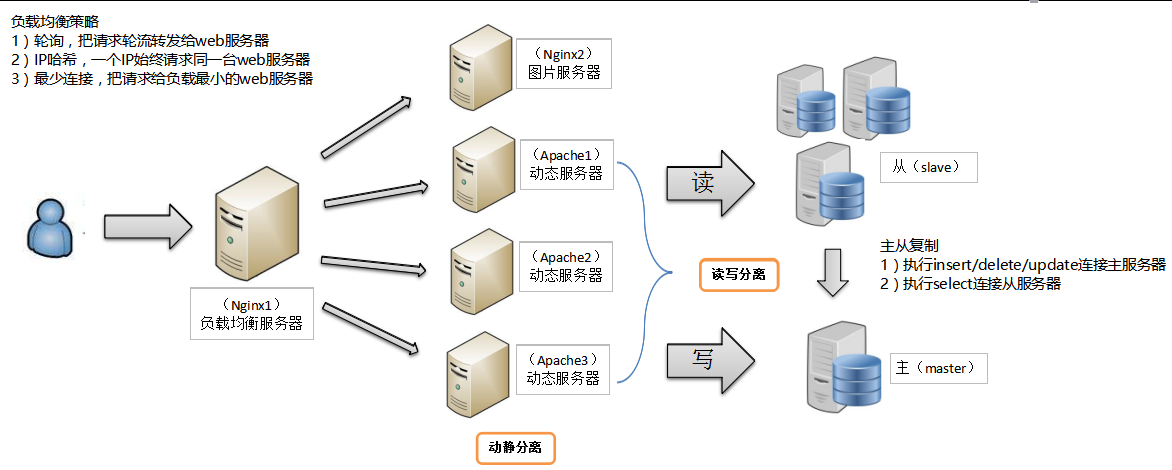 负载均衡策略
1）轮询，把请求轮流转发给web服务器
2）IP哈希，一个IP始终请求同一台web服务器
3）最少连接，把请求给负载最小的web服务器
（Nginx2）
图片服务器
（Apache1）
动态服务器
（Nginx1）
负载均衡服务器
（Apache2）
动态服务器
（Apache3）
动态服务器
动静分离
读
读写分离
写
从（slave）
主从复制
1）执行insert/delete/update连接主服务器
2）执行select连接从服务器
主（master）